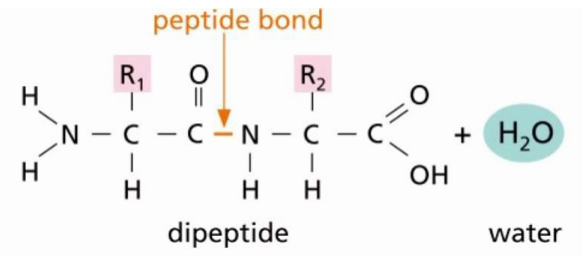 peptide bond
R₁ O R₂
H O
N – C – C – N – C – C + H₂O
H OH
H H H
dipeptide water